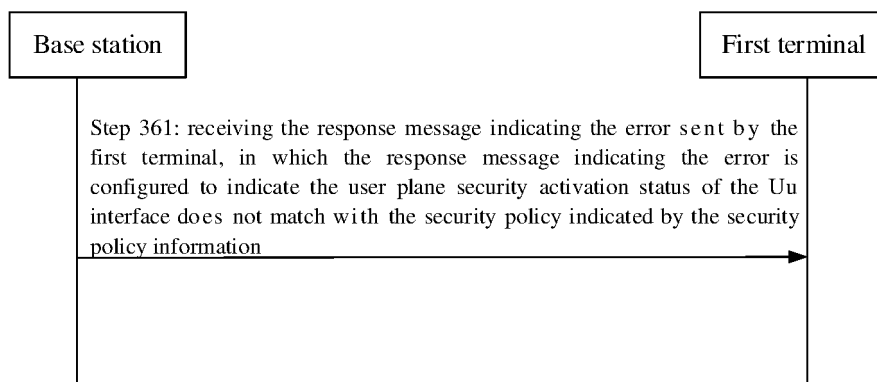 Base station
First terminal
Step 361: receiving the response message indicating the error sent by the
first terminal, in which the response message indicating the error is
configured to indicate the user plane security activation status of the Uu
interface does not match with the security policy indicated by the security
policy information